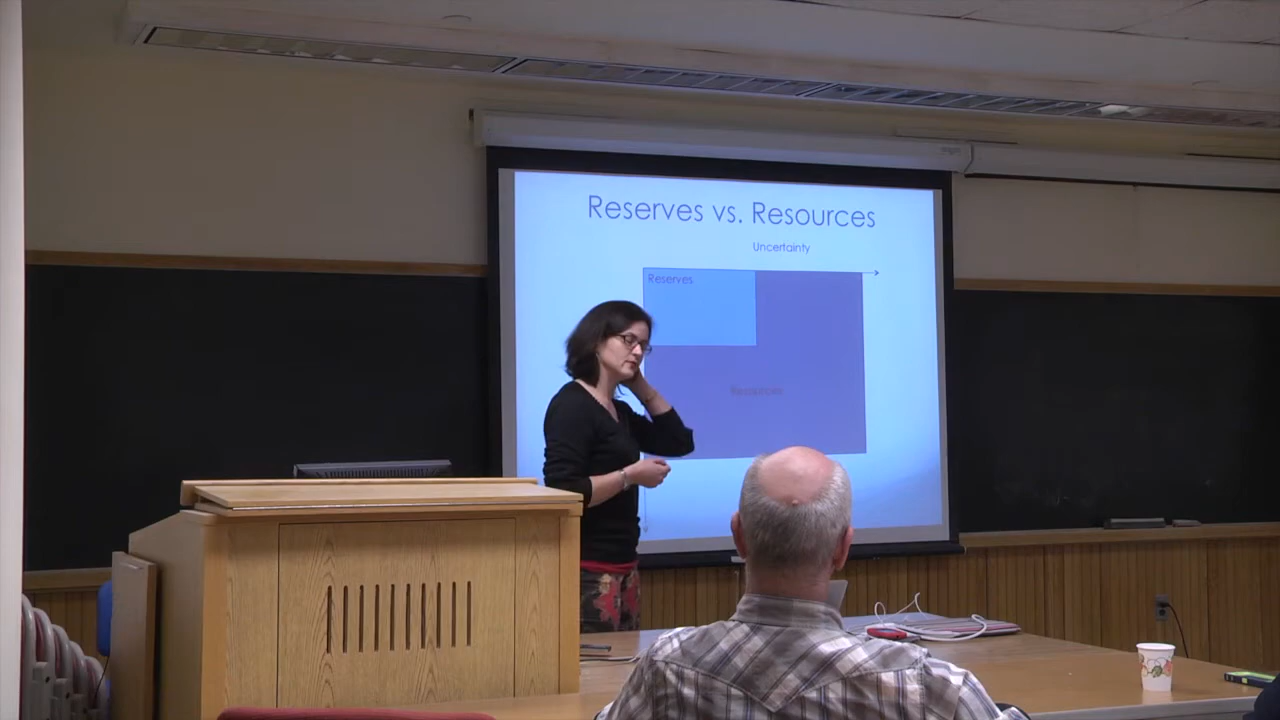 Reserves vs. Resources
Uncertainty
Reserves
Resources